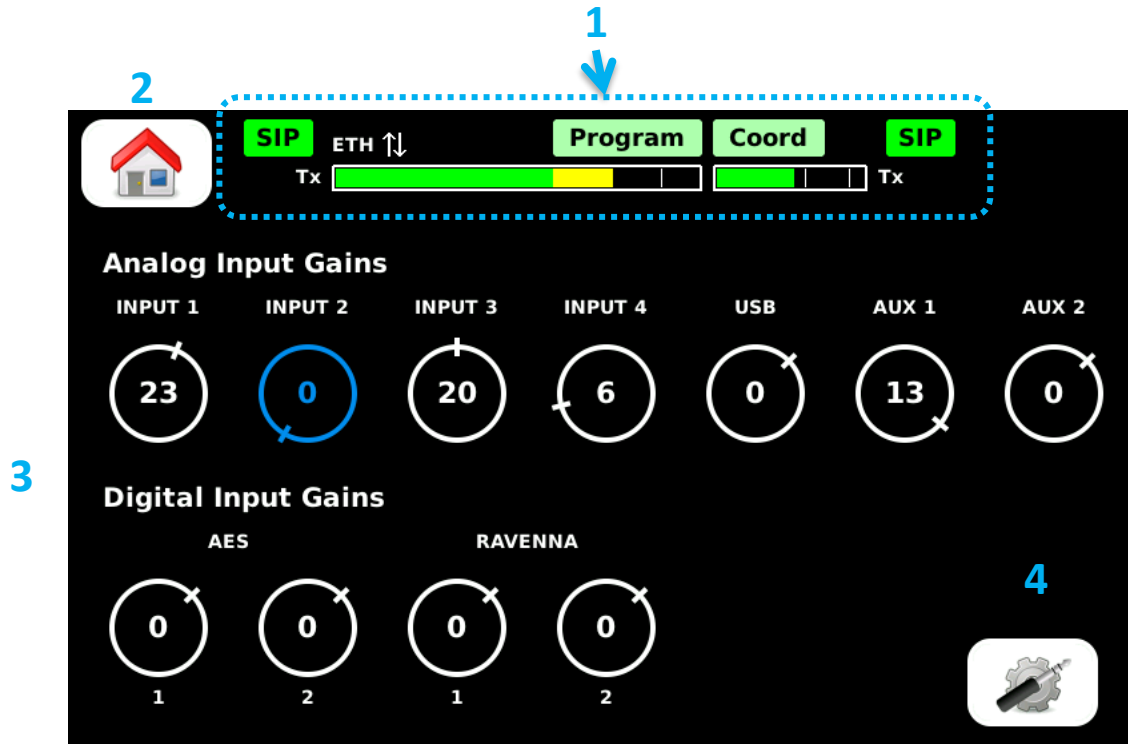 1
2
SIP ETH Program Coord SIP
Tx Tx
Analog Input Gains
INPUT 1 INPUT 2 INPUT 3 INPUT 4 USB AUX 1 AUX 2
23 0 20 6 0 13 0
3
Digital Input Gains
AES RAVENNA
4
0 0 0 0
1 2 1 2